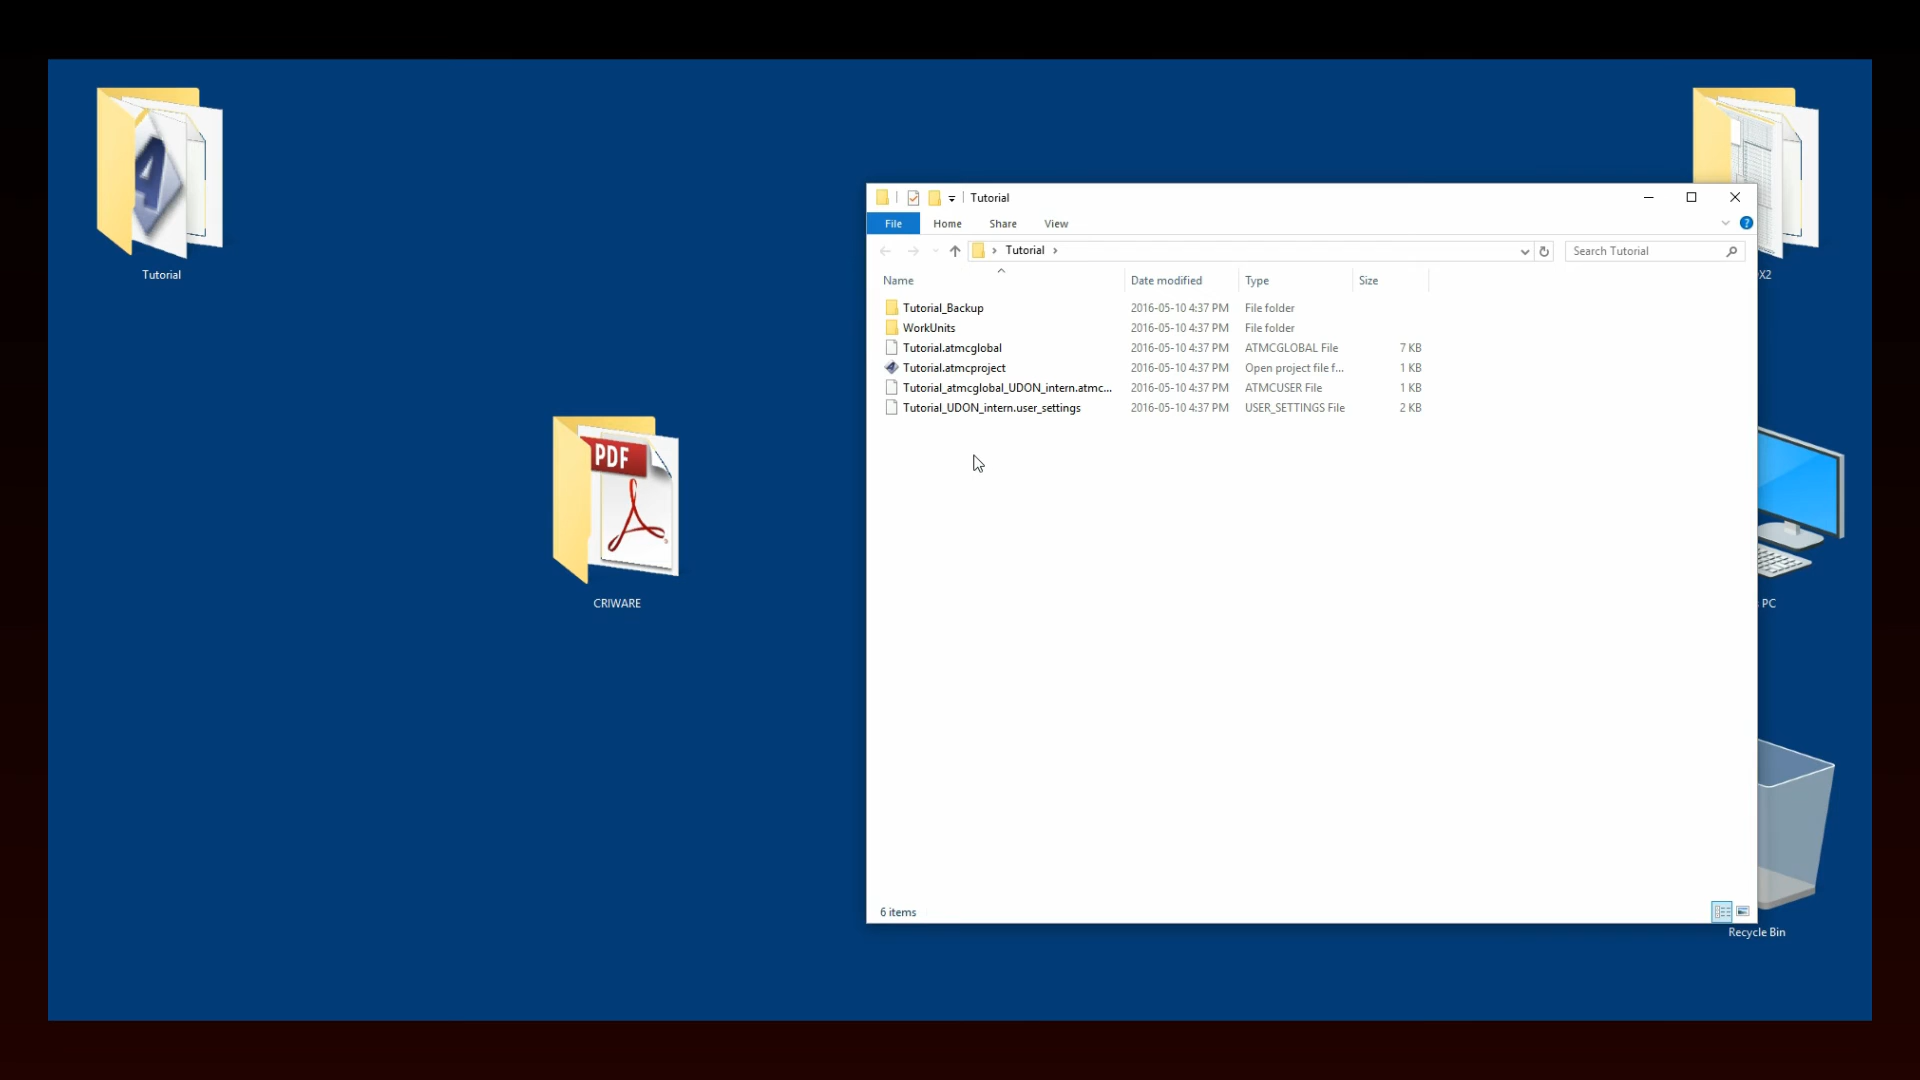 Tutorial
CRIWARE
Tutorial
File Home Share View
Tutorial
Search Tutorial
Name Date modified Type Size
Tutorial_Backup 2016-05-10 4:37 PM File folder
WorkUnits 2016-05-10 4:37 PM File folder
Tutorial.atmcglobal 2016-05-10 4:37 PM ATMCGLOBAL File 7 KB
Tutorial.atmcproject 2016-05-10 4:37 PM Open project file f... 1 KB
Tutorial_atmcglobal_UDON_intern.atmc... 2016-05-10 4:37 PM ATMCUSER File 1 KB
Tutorial_UDON_intern.user_settings 2016-05-10 4:37 PM USER_SETTINGS File 2 KB
6 items
PDF
X2
PC
Recycle Bin